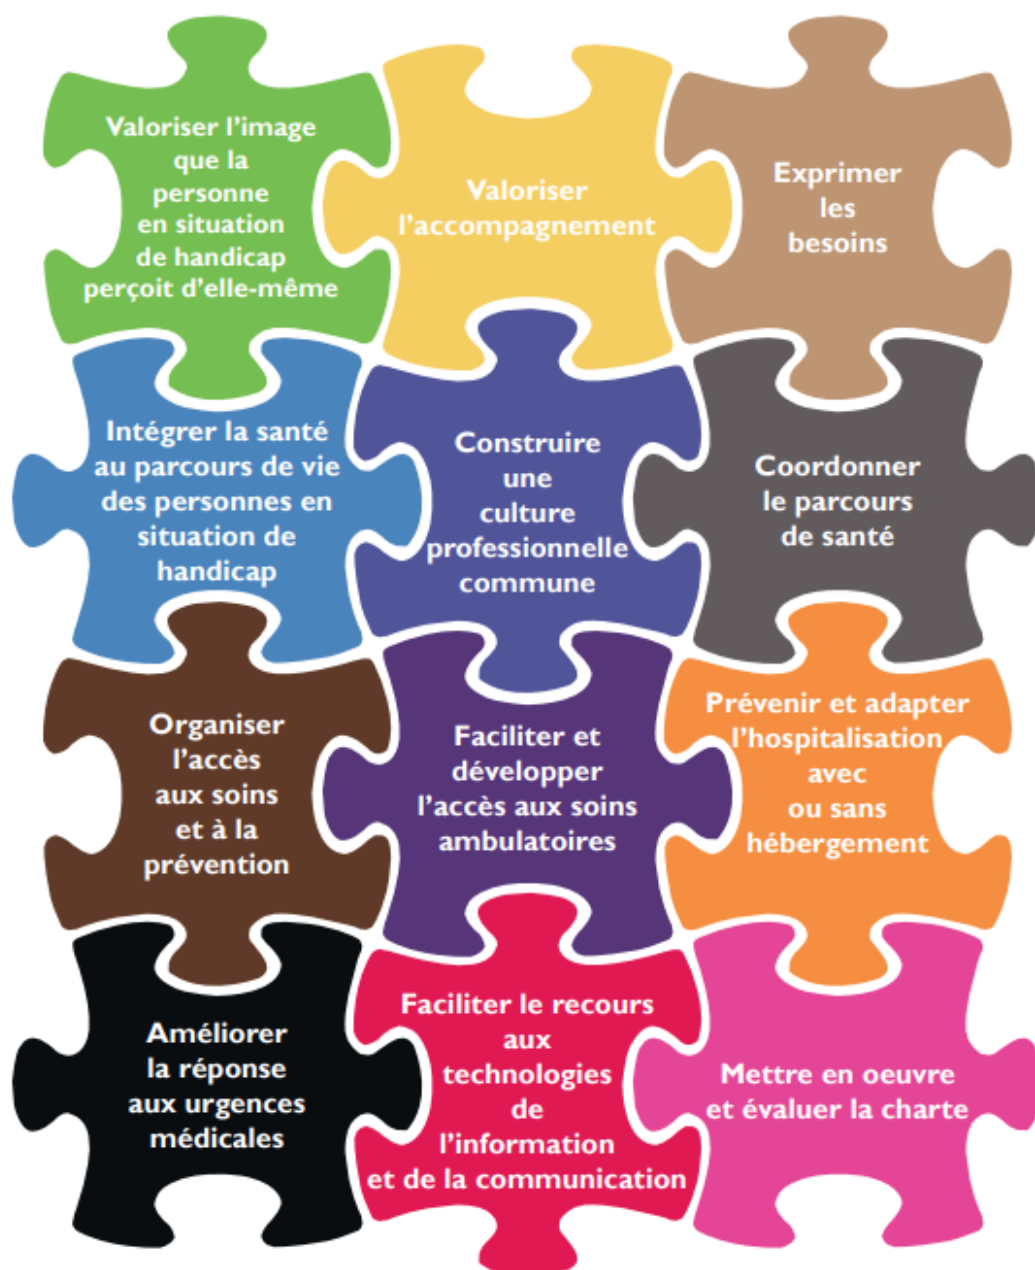 Valoriser l'image
que la
personne
en situation
de handicap
perçoit d'elle-même
Valoriser
l'accompagnement
Exprimer
les
besoins
Intégrer la santé
au parcours de vie
des personnes en
situation de
handicap
Construire
une
culture
professionnelle
commune
Coordonner
le parcours
de santé
Organiser
l'accès
aux soins
et à la
prévention
Faciliter et
développer
l'accès aux soins
ambulatoires
Prévenir et adapter
l'hospitalisation
avec
ou sans
hébergement
Améliorer
la réponse
aux urgences
médicales
Faciliter le recours
aux
technologies
de
l'information
et de la communication
Mettre en oeuvre
et évaluer la charte